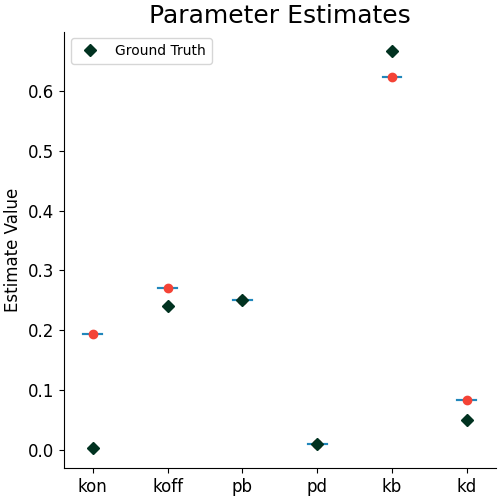 Parameter Estimates
Ground Truth
Estimate Value
0.6
0.5
0.4
0.3
0.2
0.1
0.0
kon koff pb pd kb kd